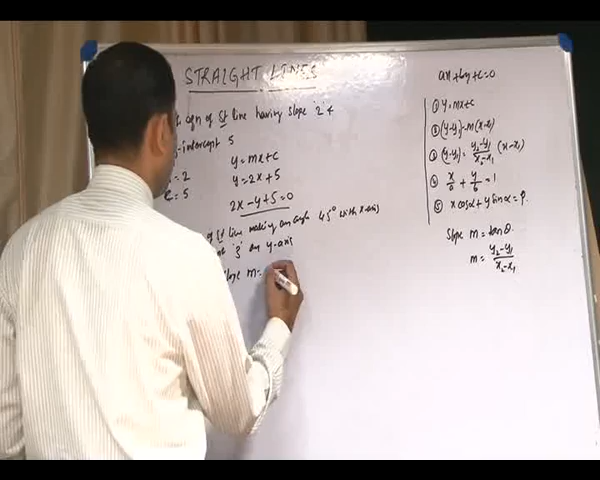 STRAIGHT LINES
eqn of St line having slope '2' &
y-intercept 5
= 2
c = 5
y = mx+c
y = 2x+5
2x-y+5=0
of St line making an angle 45° with x-axis
'3' on y-axis
Slope m=
ax+by+c=0
① y=mx+c
② (y-y₁)=m(x-x₁)
③ (y-y₁) = y₂-y₁/x₂-x₁ (x-x₁)
④ x/a + y/b = 1
⑤ x cosα + y sinα = P.
Slope m = tanθ.
m = y₂-y₁/x₂-x₁